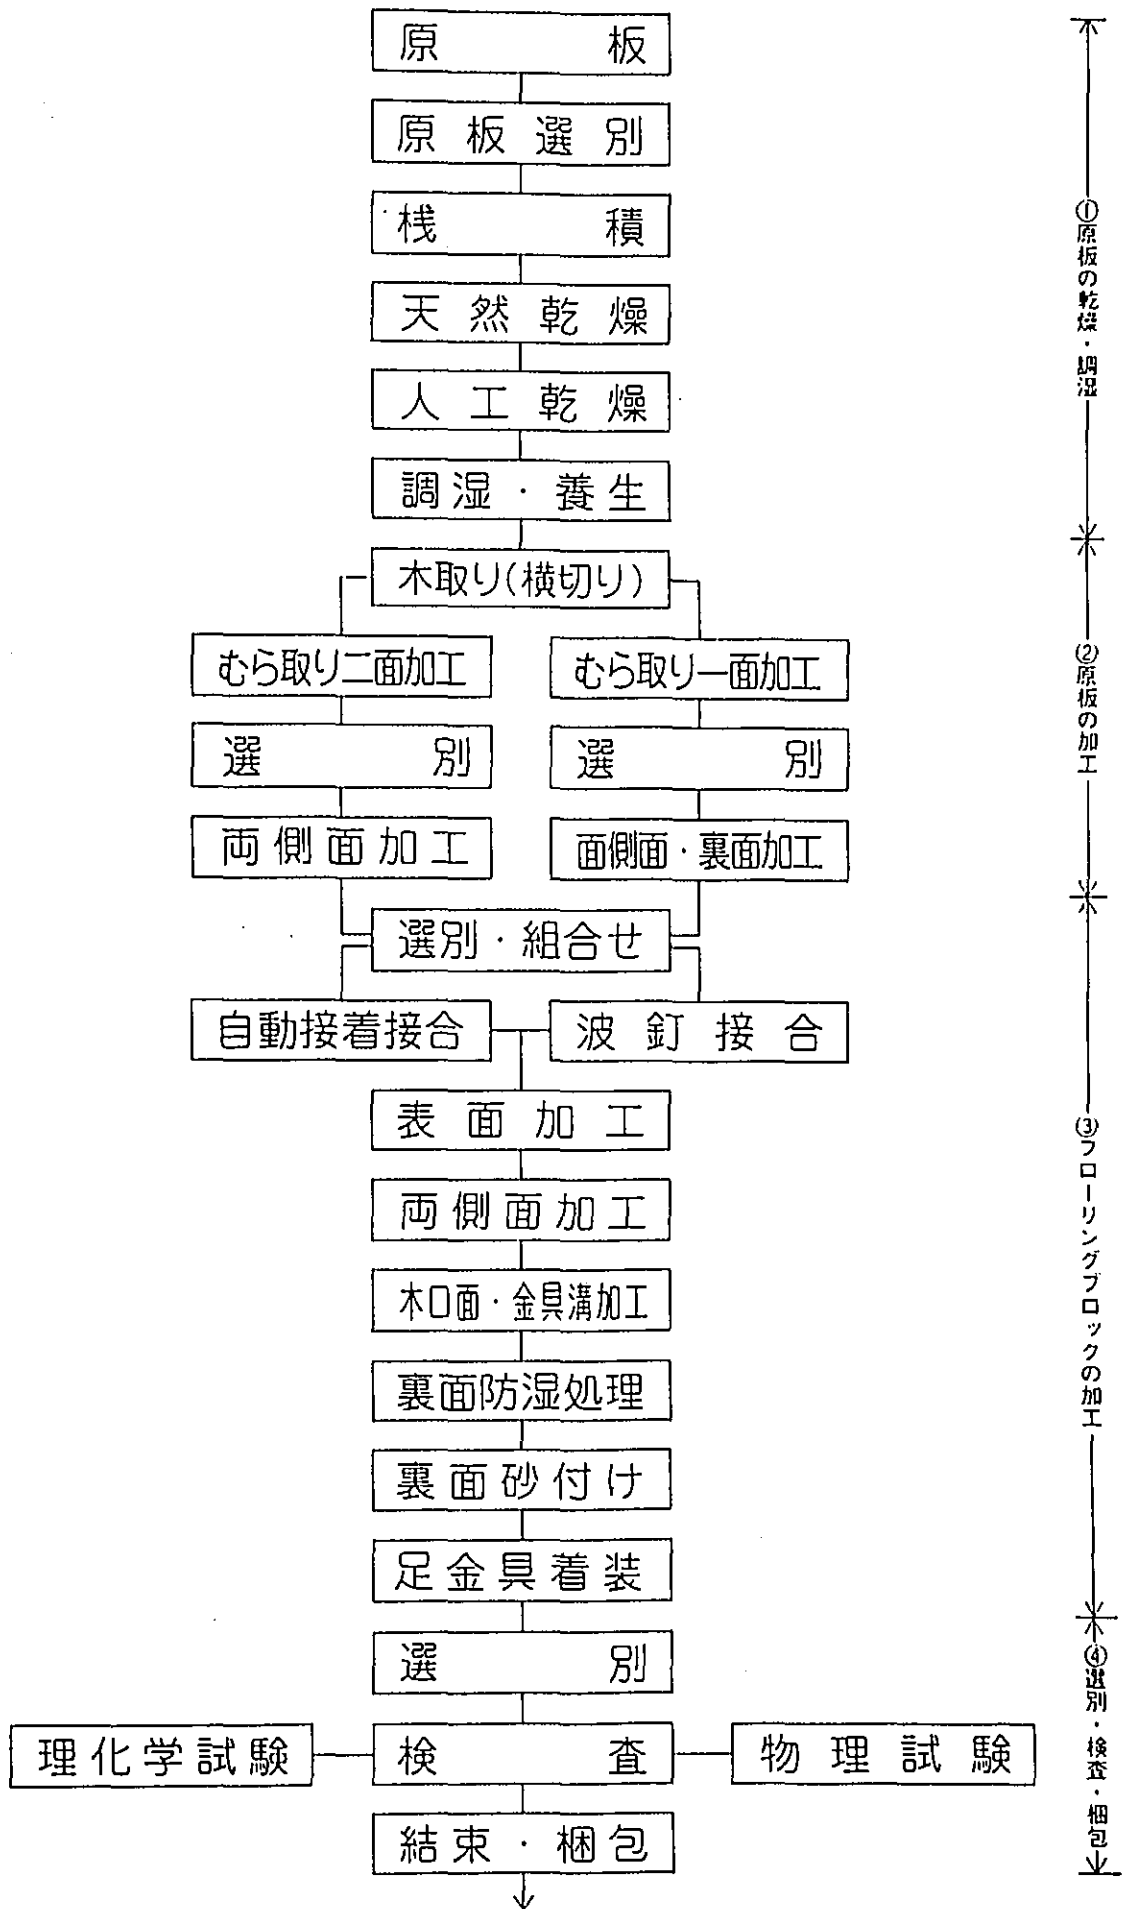 原板
原板選別
桟積
天然乾燥
人工乾燥
調湿・養生
木取り(横切り)
むら取り二面加工
むら取り一面加工
選別
選別
両側面加工
面側面・裏面加工
選別・組合せ
自動接着接合
波釘接合
表面加工
両側面加工
木口面・金具溝加工
裏面防湿処理
裏面砂付け
足金具着装
選別
理化学試験
検査
物理試験
結束・梱包
①原板の乾燥・調湿
②原板の加工
③フローリングブロックの加工
④選別・検査・梱包